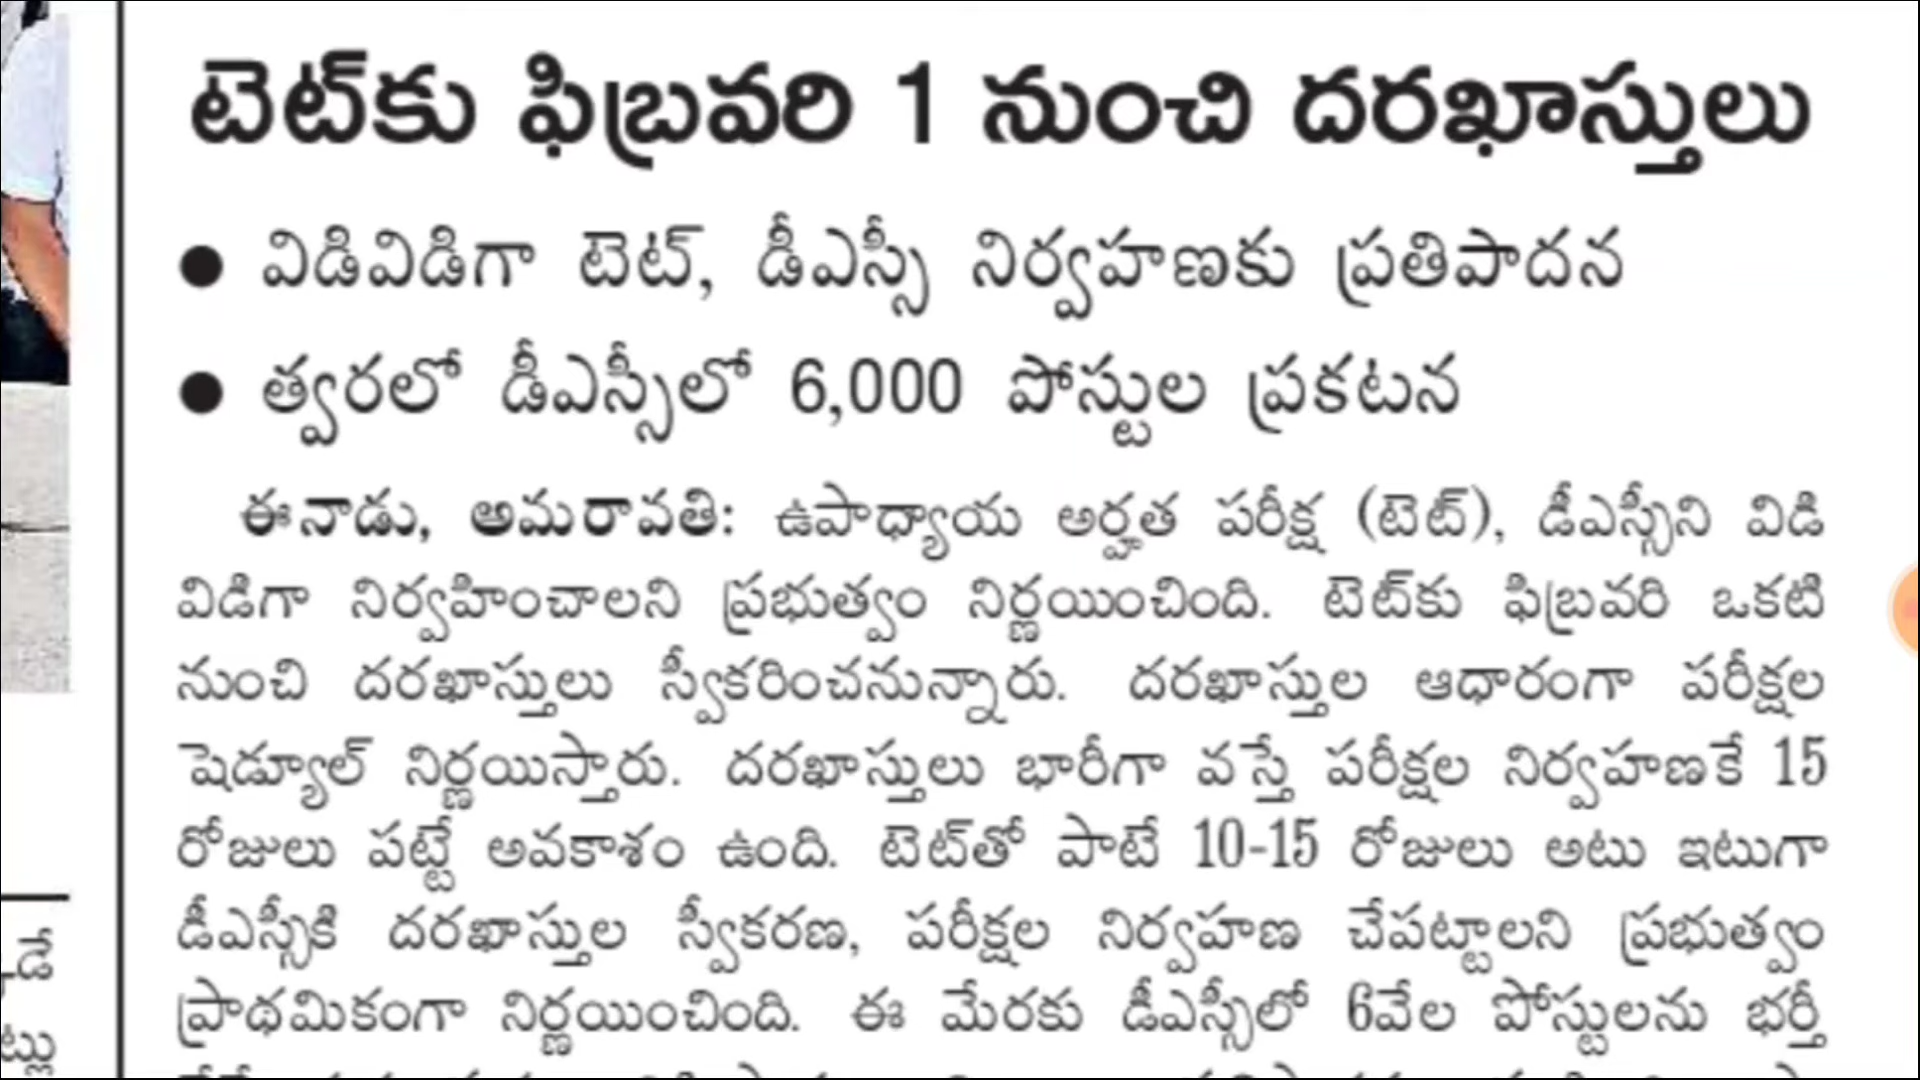 టెట్‌కు ఫిబ్రవరి 1 నుంచి దరఖాస్తులు
● విడివిడిగా టెట్, డీఎస్సీ నిర్వహణకు ప్రతిపాదన
● త్వరలో డీఎస్సీలో 6,000 పోస్టుల ప్రకటన
ఈనాడు, అమరావతి: ఉపాధ్యాయ అర్హత పరీక్ష (టెట్), డీఎస్సీని విడి
విడిగా నిర్వహించాలని ప్రభుత్వం నిర్ణయించింది. టెట్‌కు ఫిబ్రవరి ఒకటి
నుంచి దరఖాస్తులు స్వీకరించనున్నారు. దరఖాస్తుల ఆధారంగా పరీక్షల
షెడ్యూల్ నిర్ణయిస్తారు. దరఖాస్తులు భారీగా వస్తే పరీక్షల నిర్వహణకే 15
రోజులు పట్టే అవకాశం ఉంది. టెట్‌తో పాటే 10-15 రోజులు అటు ఇటుగా
డీఎస్సీకి దరఖాస్తుల స్వీకరణ, పరీక్షల నిర్వహణ చేపట్టాలని ప్రభుత్వం
ప్రాథమికంగా నిర్ణయించింది. ఈ మేరకు డీఎస్సీలో 6వేల పోస్టులను భర్తీ